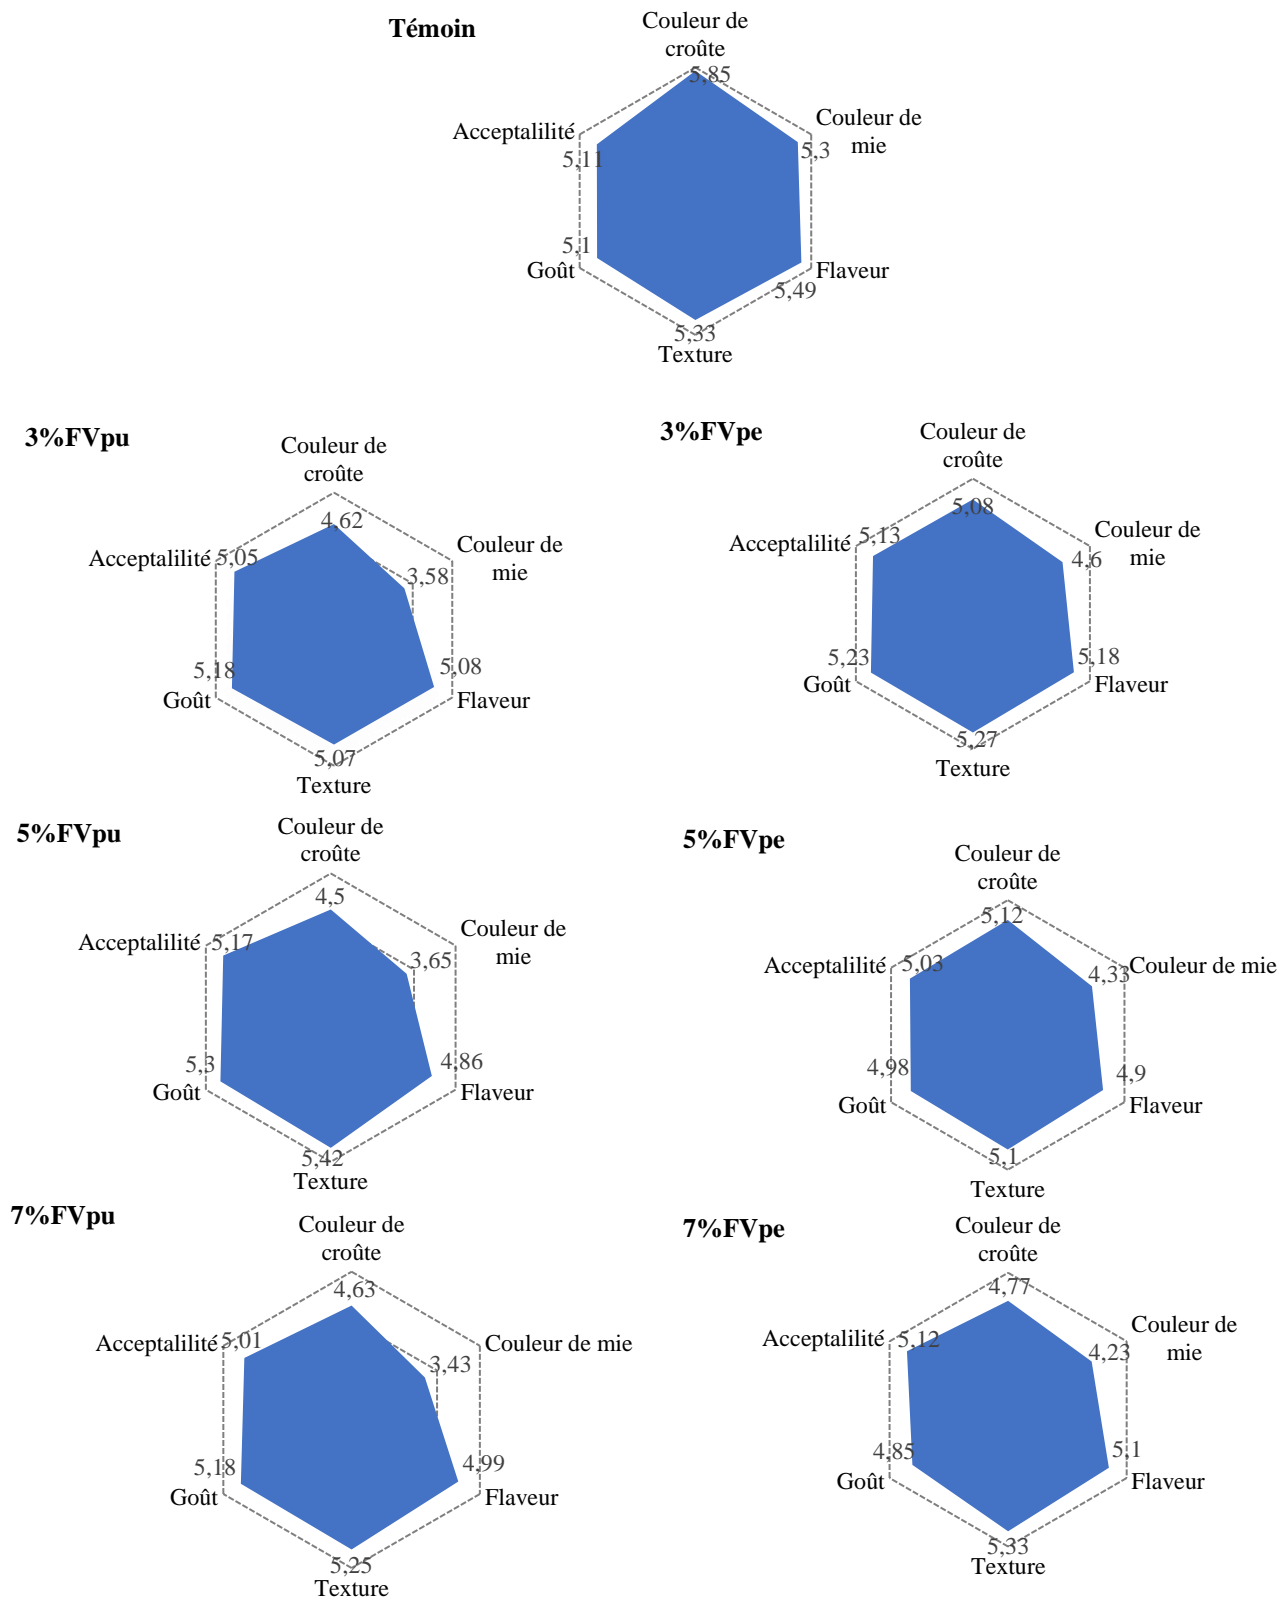 Témoin
Couleur de
croûte
5,85
Couleur de
mie
5,3
Acceptalilité
5,11
5,1
Goût
Flaveur
5,49
5,33
Texture
3%FVpu
Couleur de
croûte
4,62
Couleur de
mie
3,58
Acceptalilité
5,05
5,18
Goût
5,08
Flaveur
5,07
Texture
3%FVpe
Couleur de
croûte
5,08
Couleur de
mie
4,6
Acceptalilité
5,13
5,23
Goût
5,18
Flaveur
5,27
Texture
5%FVpu
Couleur de
croûte
4,5
Couleur de
mie
3,65
Acceptalilité
5,17
5,3
Goût
4,86
Flaveur
5,42
Texture
5%FVpe
Couleur de
croûte
5,12
Couleur de mie
4,33
Acceptalilité
5,03
4,98
Goût
4,9
Flaveur
5,1
Texture
7%FVpu
Couleur de
croûte
4,63
Couleur de mie
3,43
Acceptalilité
5,01
5,18
Goût
4,99
Flaveur
5,25
Texture
7%FVpe
Couleur de
croûte
4,77
Couleur de
mie
4,23
Acceptalilité
5,12
4,85
Goût
5,1
Flaveur
5,33
Texture